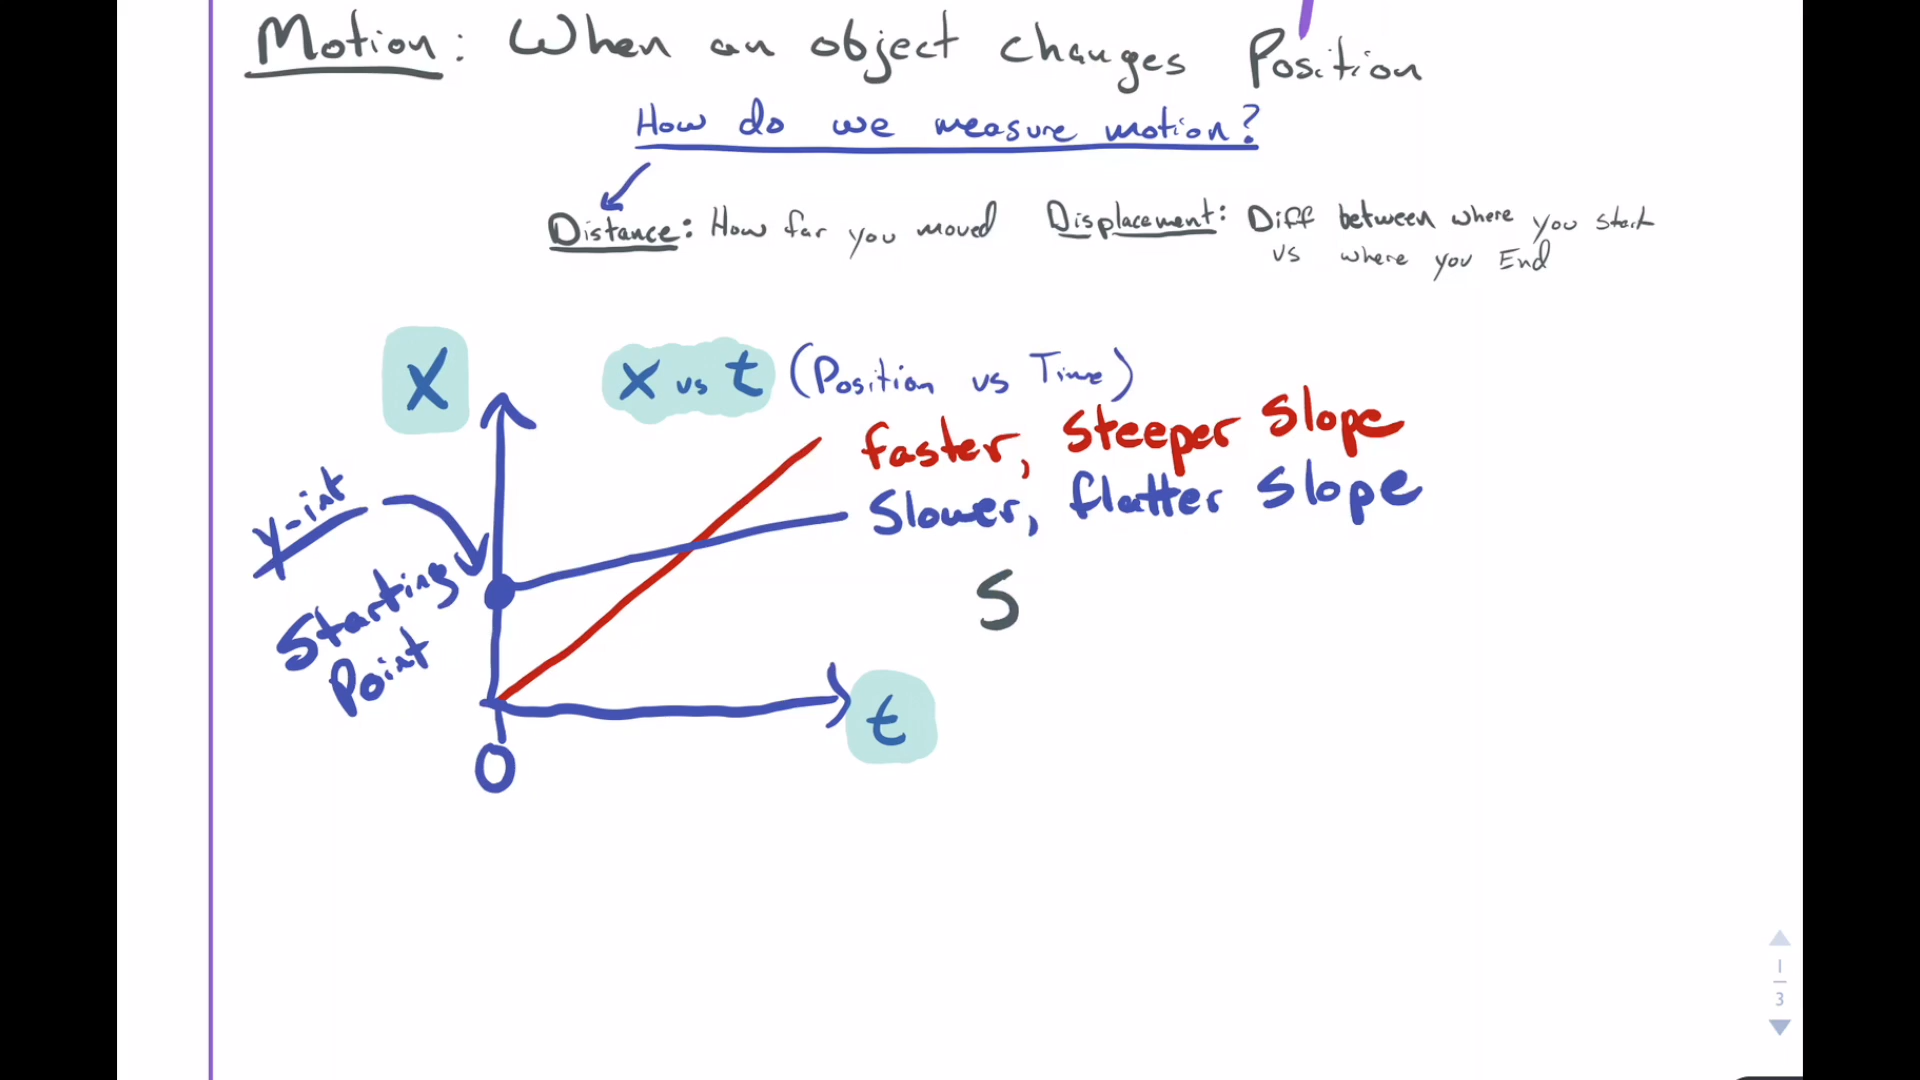 Motion: When an object changes Position
How do we measure motion?
Distance: How far you moved
Displacement: Diff between where you start
vs where you End
X
x vs t (Position vs Time)
faster, steeper slope
Slower, flatter slope
y-int
Starting
Point
S
t
0
1
3